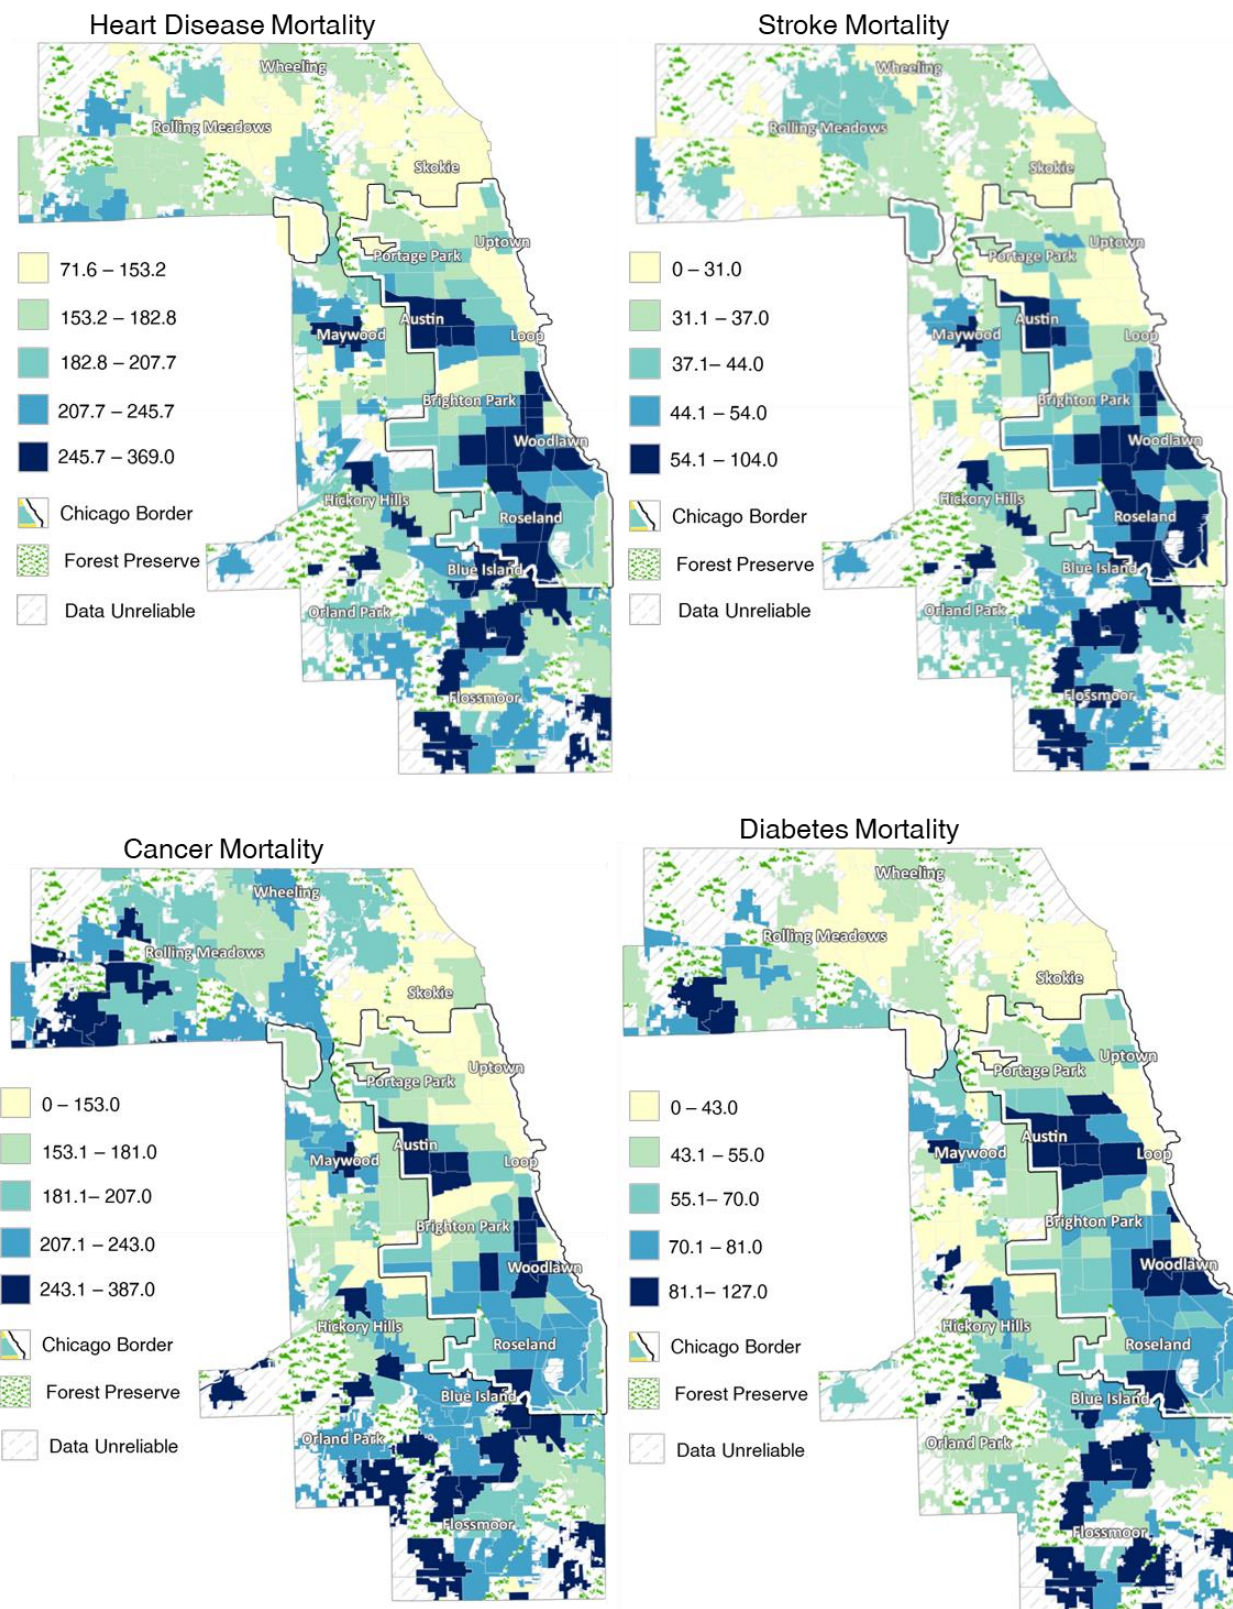 Heart Disease Mortality
Wheeling
Rolling Meadows
Skokie
Uptown
Portage Park
71.6 – 153.2
153.2 – 182.8
Austin
Maywood
Loop
182.8 – 207.7
Brighton Park
207.7 – 245.7
Woodlawn
245.7 – 369.0
Hickory Hills
Chicago Border
Roseland
Forest Preserve
Blue Island
Data Unreliable
Orland Park
Flossmoor
Stroke Mortality
Wheeling
Rolling Meadows
Skokie
Uptown
Portage Park
0 – 31.0
31.1 – 37.0
Austin
Maywood
Loop
37.1– 44.0
Brighton Park
44.1 – 54.0
Woodlawn
54.1 – 104.0
Hickory Hills
Chicago Border
Roseland
Forest Preserve
Blue Island
Data Unreliable
Orland Park
Flossmoor
Cancer Mortality
Wheeling
Rolling Meadows
Skokie
Uptown
Portage Park
0 – 153.0
153.1 – 181.0
Austin
Maywood
Loop
181.1– 207.0
Brighton Park
207.1 – 243.0
Woodlawn
243.1 – 387.0
Hickory Hills
Chicago Border
Roseland
Forest Preserve
Blue Island
Data Unreliable
Orland Park
Flossmoor
Diabetes Mortality
Wheeling
Rolling Meadows
Skokie
Uptown
Portage Park
0 – 43.0
43.1 – 55.0
Austin
Maywood
Loop
55.1– 70.0
Brighton Park
70.1 – 81.0
Woodlawn
81.1– 127.0
Hickory Hills
Chicago Border
Roseland
Forest Preserve
Blue Island
Data Unreliable
Orland Park
Flossmoor